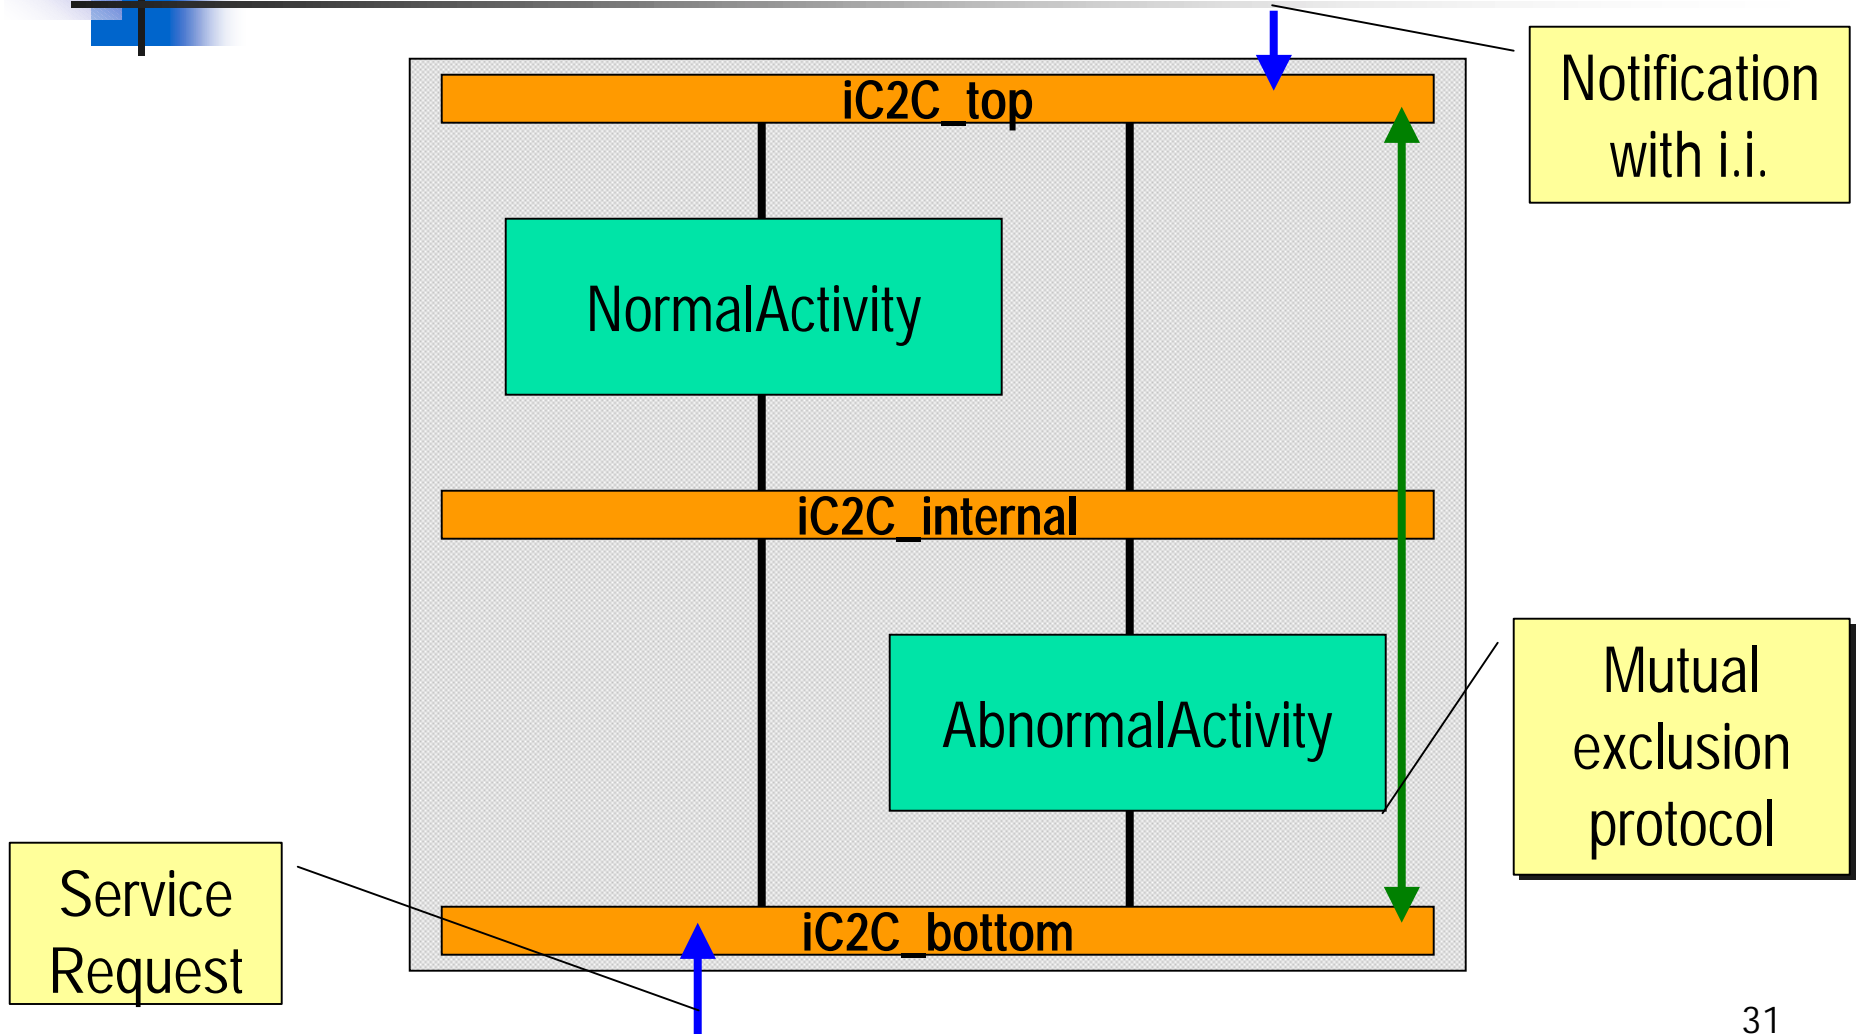 Notification
with i.i.
iC2C_top
NormalActivity
iC2C_internal
Mutual
exclusion
protocol
AbnormalActivity
Service
Request
iC2C_bottom
31